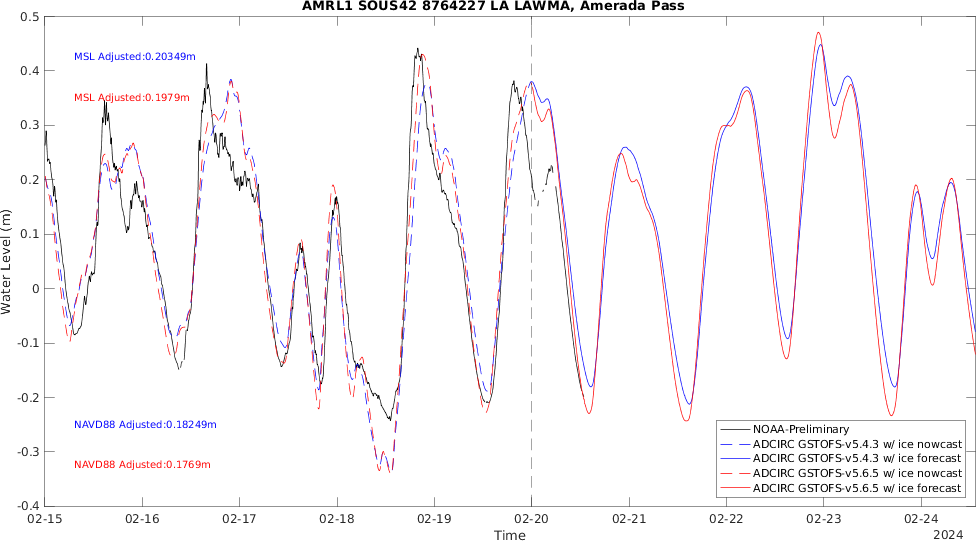 AMRL1 SOUS42 8764227 LA LAWMA, Amerada Pass
0.5
0.4
0.3
0.2
0.1
0
-0.1
-0.2
-0.3
-0.4
Water Level (m)
MSL Adjusted:0.20349m
MSL Adjusted:0.1979m
NAVD88 Adjusted:0.18249m
NAVD88 Adjusted:0.1769m
NOAA-Preliminary
ADCIRC GSTOFS-v5.4.3 w/ ice nowcast
ADCIRC GSTOFS-v5.4.3 w/ ice forecast
ADCIRC GSTOFS-v5.6.5 w/ ice nowcast
ADCIRC GSTOFS-v5.6.5 w/ ice forecast
02-15 02-16 02-17 02-18 02-19 02-20 02-21 02-22 02-23 02-24
Time
2024